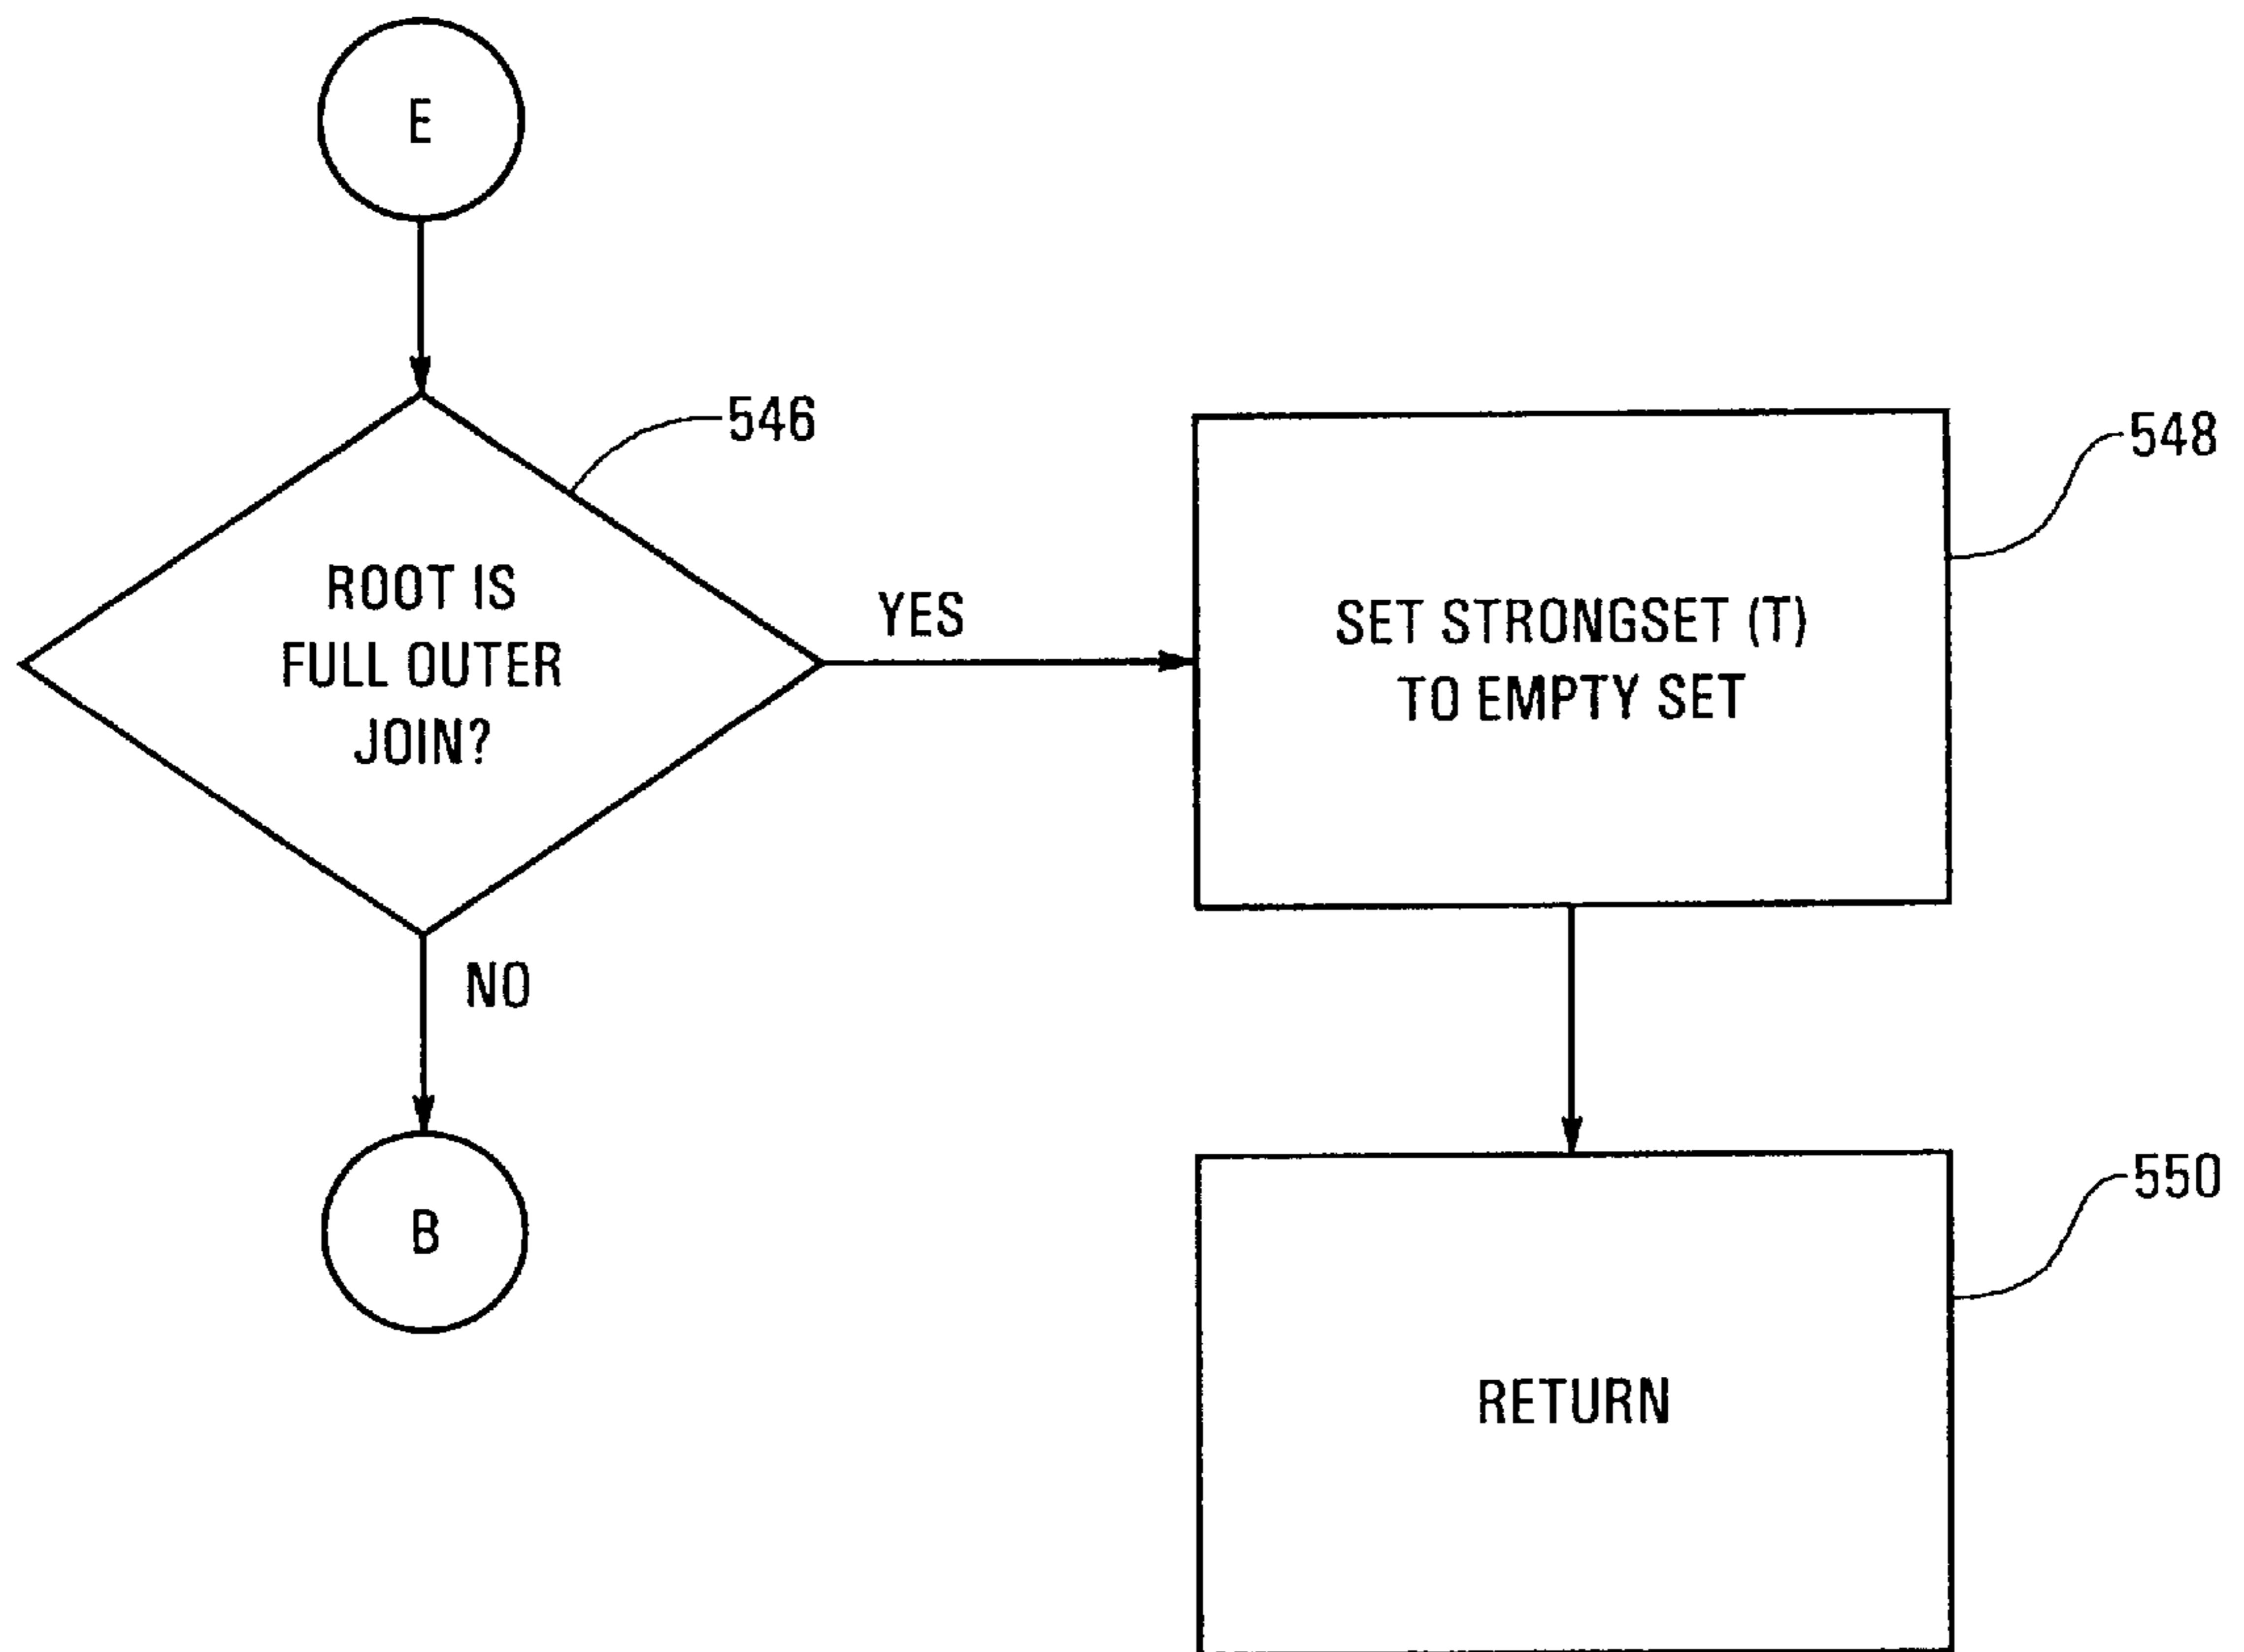 E
546
ROOT IS
FULL OUTER
JOIN?
YES
548
SET STRONGSET (T)
TO EMPTY SET
NO
B
550
RETURN